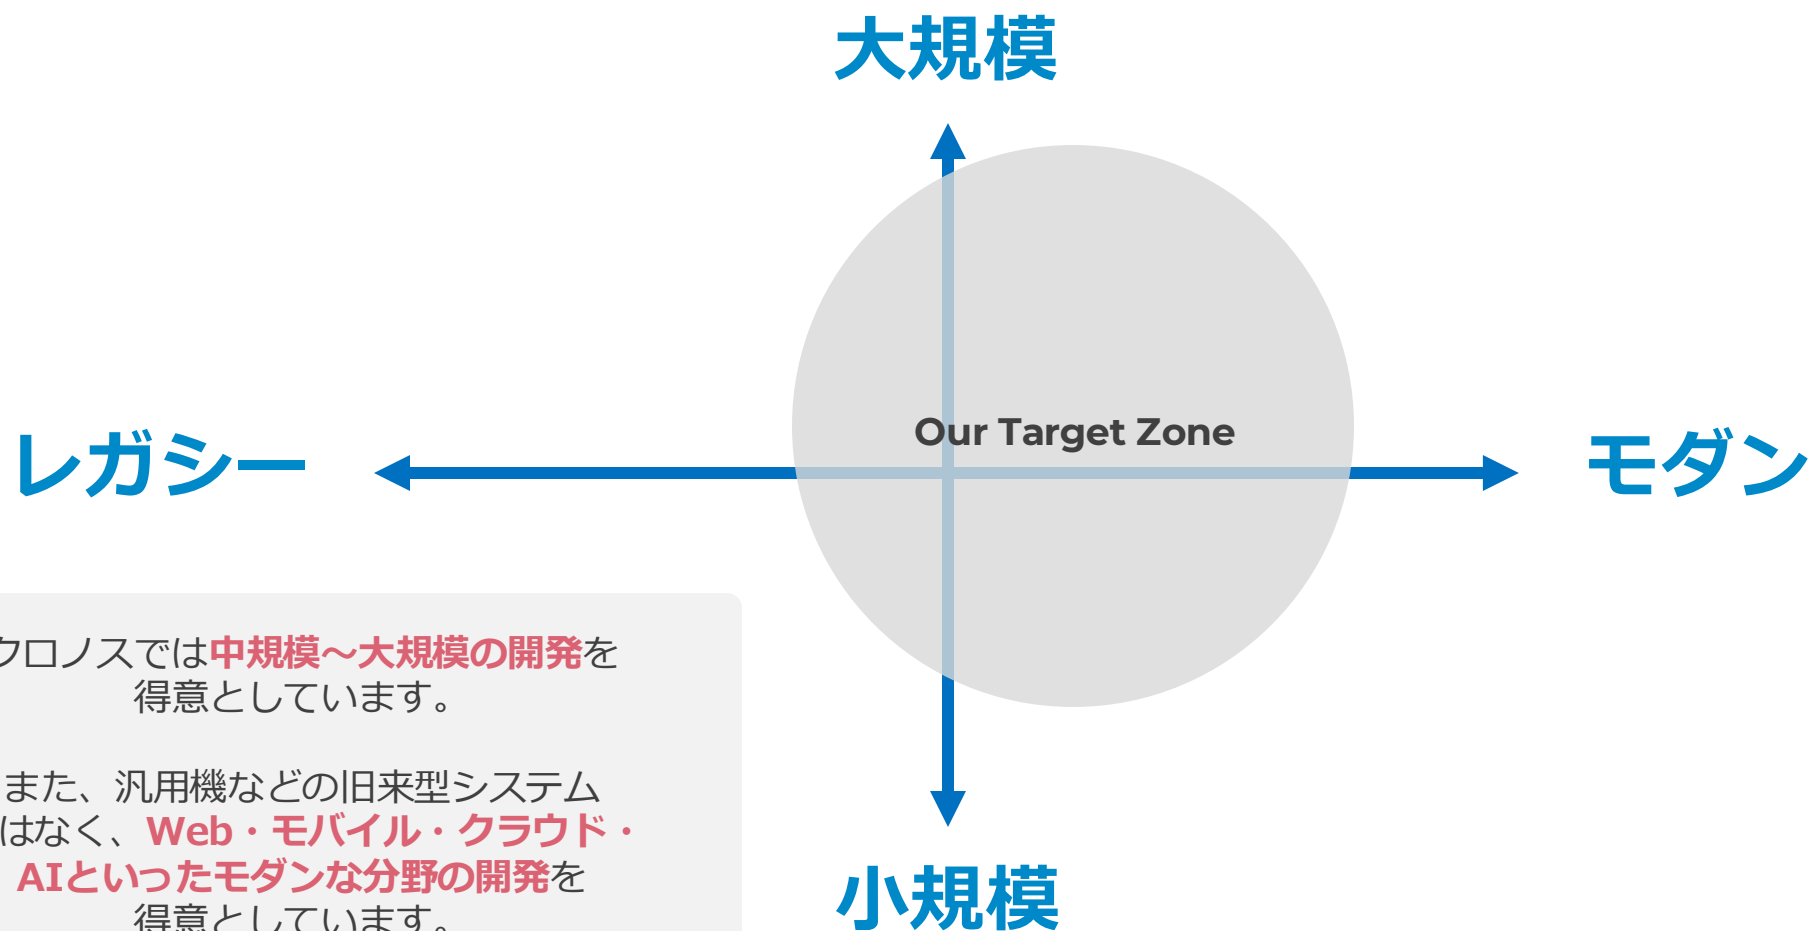 大規模
Our Target Zone
レガシー
モダン
クロノスでは中規模～大規模の開発を
得意としています。
また、汎用機などの旧来型システム
はなく、Web・モバイル・クラウド・
AIといったモダンな分野の開発を
得意としています。
小規模